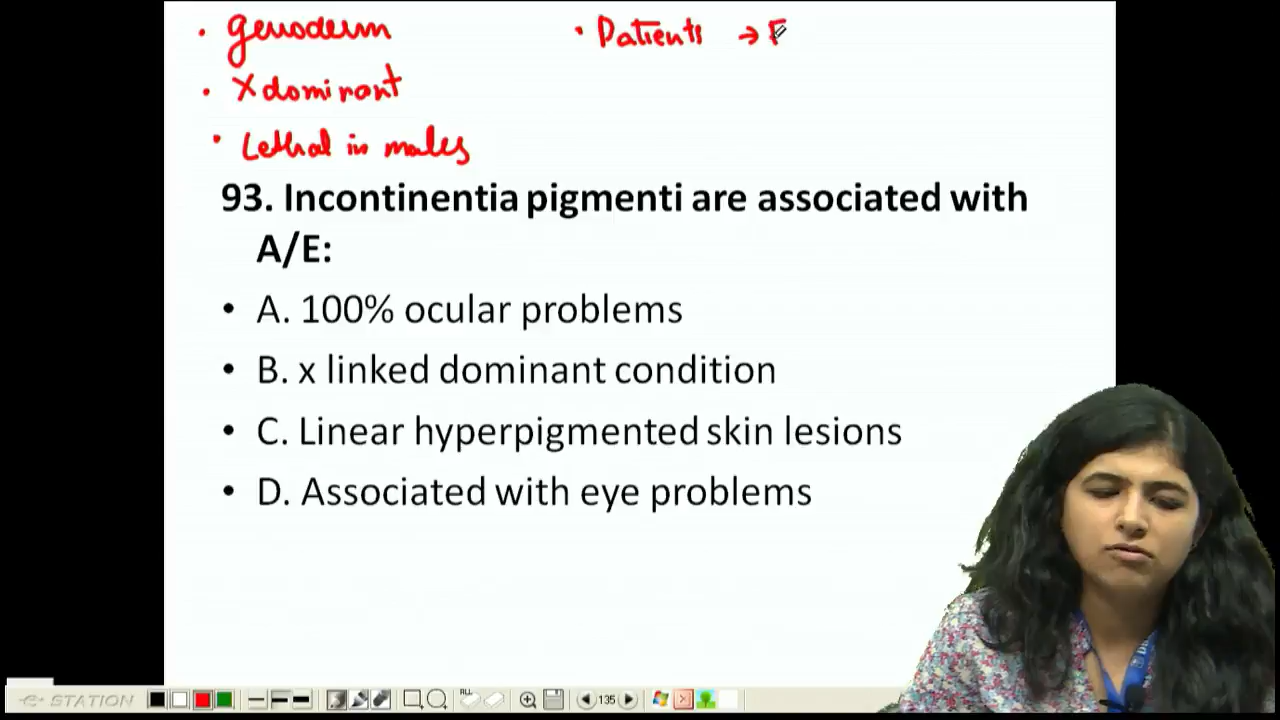 • genoderm
• Patients → F
• X dominant
• Lethal in males
93. Incontinentia pigmenti are associated with
A/E:
• A. 100% ocular problems
• B. x linked dominant condition
• C. Linear hyperpigmented skin lesions
• D. Associated with eye problems
STATION
ALL
135